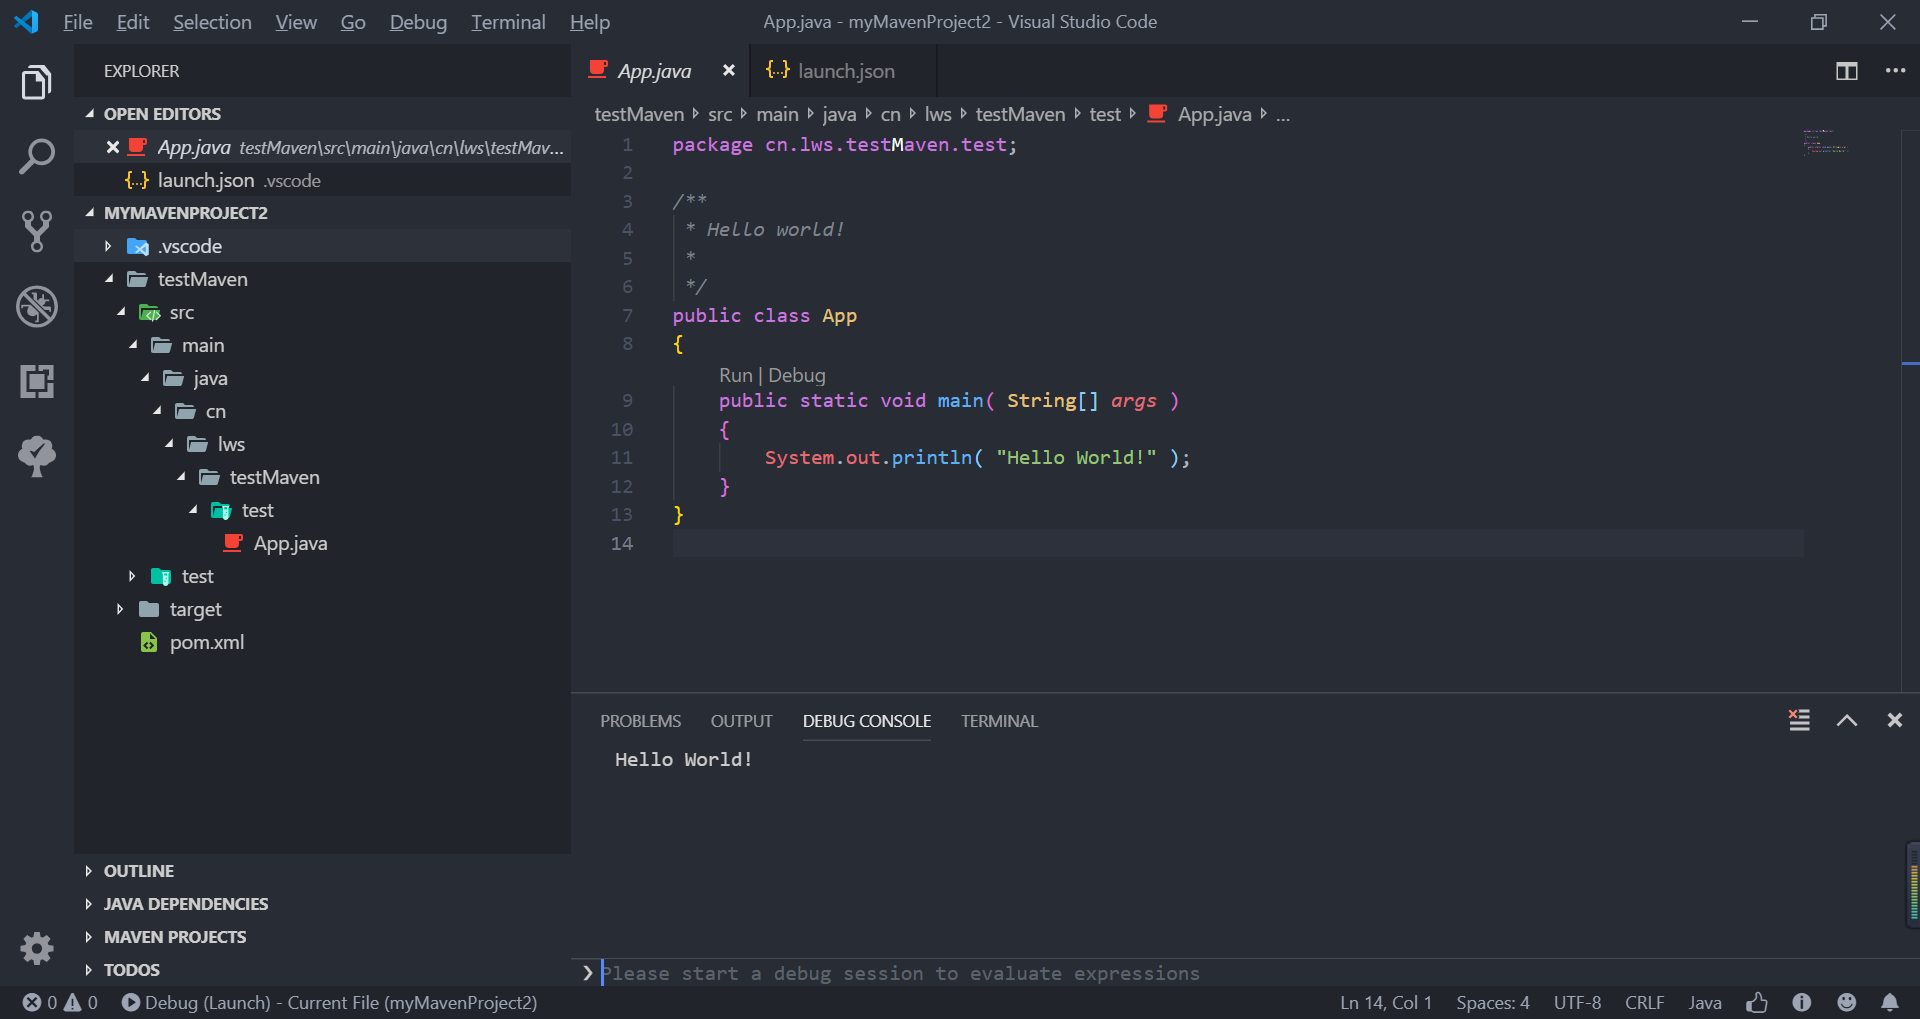 File Edit Selection View Go Debug Terminal Help
App.java - myMavenProject2 - Visual Studio Code
EXPLORER
OPEN EDITORS
App.java testMaven\src\main\java\cn\lws\testMav...
launch.json .vscode
MYMAVENPROJECT2
.vscode
testMaven
src
main
java
cn
lws
testMaven
test
App.java
test
target
pom.xml
OUTLINE
JAVA DEPENDENCIES
MAVEN PROJECTS
TODOS
App.java
launch.json
testMaven src main java cn lws testMaven test App.java ...
1 package cn.lws.testMaven.test;
2
3 /**
4 * Hello world!
5 *
6 */
7 public class App
8 {
Run | Debug
9 public static void main( String[] args )
10 {
11 System.out.println( "Hello World!" );
12 }
13 }
14
PROBLEMS OUTPUT DEBUG CONSOLE TERMINAL
Hello World!
Please start a debug session to evaluate expressions
0 0 Debug (Launch) - Current File (myMavenProject2)
Ln 14, Col 1 Spaces: 4 UTF-8 CRLF Java